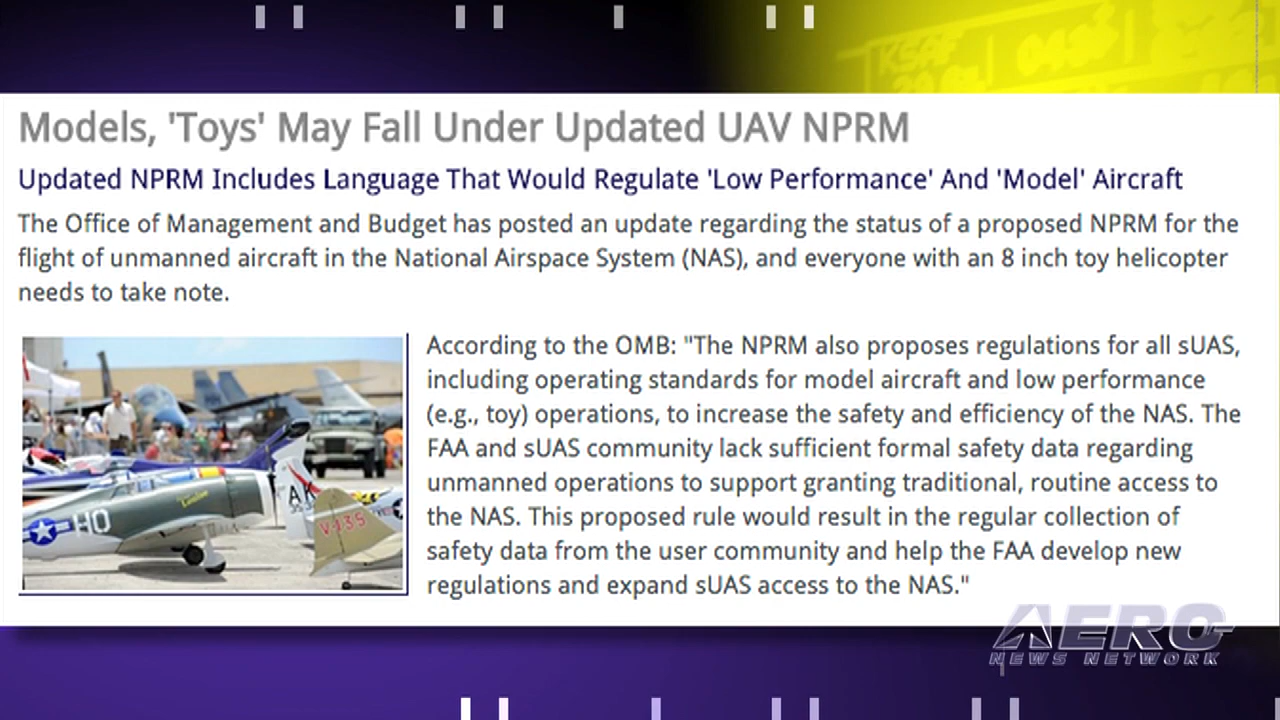 Models, 'Toys' May Fall Under Updated UAV NPRM
Updated NPRM Includes Language That Would Regulate 'Low Performance' And 'Model' Aircraft
The Office of Management and Budget has posted an update regarding the status of a proposed NPRM for the
flight of unmanned aircraft in the National Airspace System (NAS), and everyone with an 8 inch toy helicopter
needs to take note.
According to the OMB: "The NPRM also proposes regulations for all sUAS,
including operating standards for model aircraft and low performance
(e.g., toy) operations, to increase the safety and efficiency of the NAS. The
FAA and sUAS community lack sufficient formal safety data regarding
unmanned operations to support granting traditional, routine access to
the NAS. This proposed rule would result in the regular collection of
safety data from the user community and help the FAA develop new
regulations and expand sUAS access to the NAS."
HO
AK
V-135
AERO
NEWS NETWORK